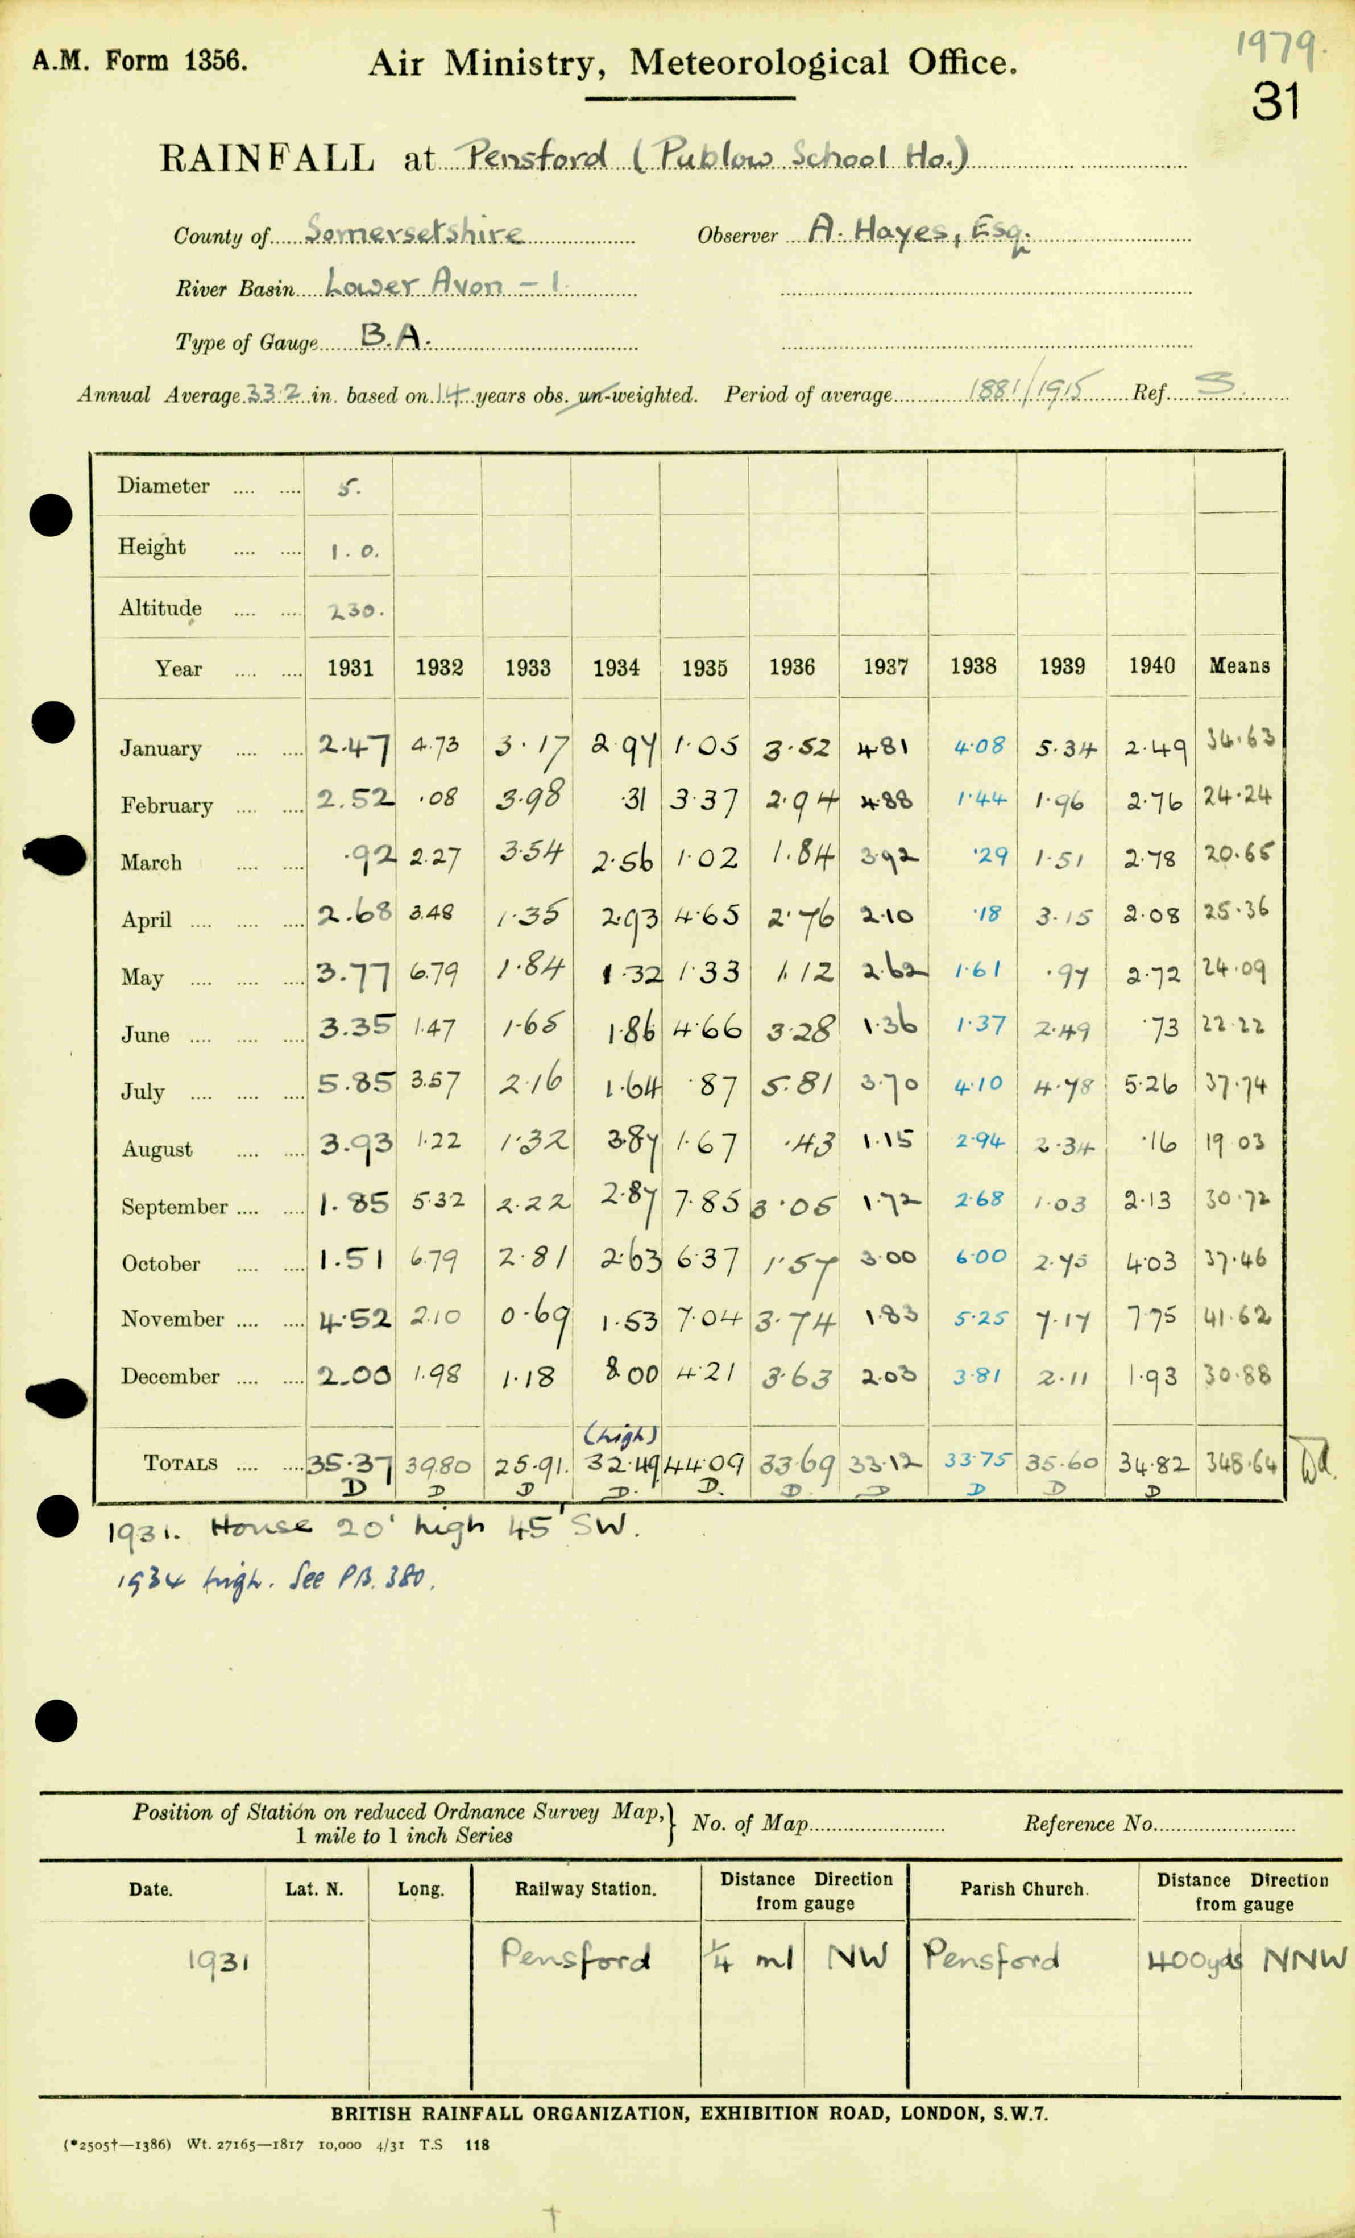 1979.
A.M. Form 1356. Air Ministry, Meteorological Office.
31
RAINFALL at Pensford (Publow School Ho.)
County of Somersetshire Observer A. Hayes, Esq.
River Basin Lower Avon - 1
Type of Gauge B.A.
Annual Average 33.2 in. based on 14 years obs. un-weighted. Period of average 1881/1915 Ref. S.
Diameter 5.
Height 1.0.
Altitude 230.
Year 1931 1932 1933 1934 1935 1936 1937 1938 1939 1940 Means
January 2.47 4.73 3.17 2.97 1.05 3.52 4.81 4.08 5.34 2.49 34.63
February 2.52 .08 3.98 .31 3.37 2.94 4.88 1.44 1.96 2.76 24.24
March .92 2.27 3.54 2.56 1.02 1.84 3.92 .29 1.51 2.78 20.65
April 2.68 3.48 1.35 2.93 4.65 2.76 2.10 .18 3.15 2.08 25.36
May 3.77 6.79 1.84 1.32 1.33 1.12 2.62 1.61 .97 2.72 24.09
June 3.35 1.47 1.65 1.86 4.66 3.28 1.36 1.37 2.49 .73 22.22
July 5.85 3.57 2.16 1.64 .87 5.81 3.70 4.10 4.78 5.26 37.74
August 3.93 1.22 1.32 3.87 1.67 .43 1.15 2.94 2.34 .16 19.03
September 1.85 5.32 2.22 2.87 7.85 3.05 1.72 2.68 1.03 2.13 30.72
October 1.51 6.79 2.81 2.63 6.37 1.57 3.00 6.00 2.75 4.03 37.46
November 4.52 2.10 0.69 1.53 7.04 3.74 1.83 5.25 7.17 7.75 41.62
December 2.00 1.98 1.18 8.00 4.21 3.63 2.03 3.81 2.11 1.93 30.88
(high)
TOTALS 35.37 39.80 25.91. 32.49 44.09 33.69 33.12 33.75 35.60 34.82 348.64
D D D D. D. D D D D D
1931. House 20' high 45' SW.
1934 high. See P.B. 380.
Position of Station on reduced Ordnance Survey Map, 1 mile to 1 inch Series } No. of Map Reference No.
Date. Lat. N. Long. Railway Station. Distance Direction from gauge Parish Church. Distance Direction from gauge
1931 Pensford 1/4 ml NW Pensford 400yds NNW
BRITISH RAINFALL ORGANIZATION, EXHIBITION ROAD, LONDON, S.W.7.
(*2505†—1386) Wt. 27165—1817 10,000 4/31 T.S 118